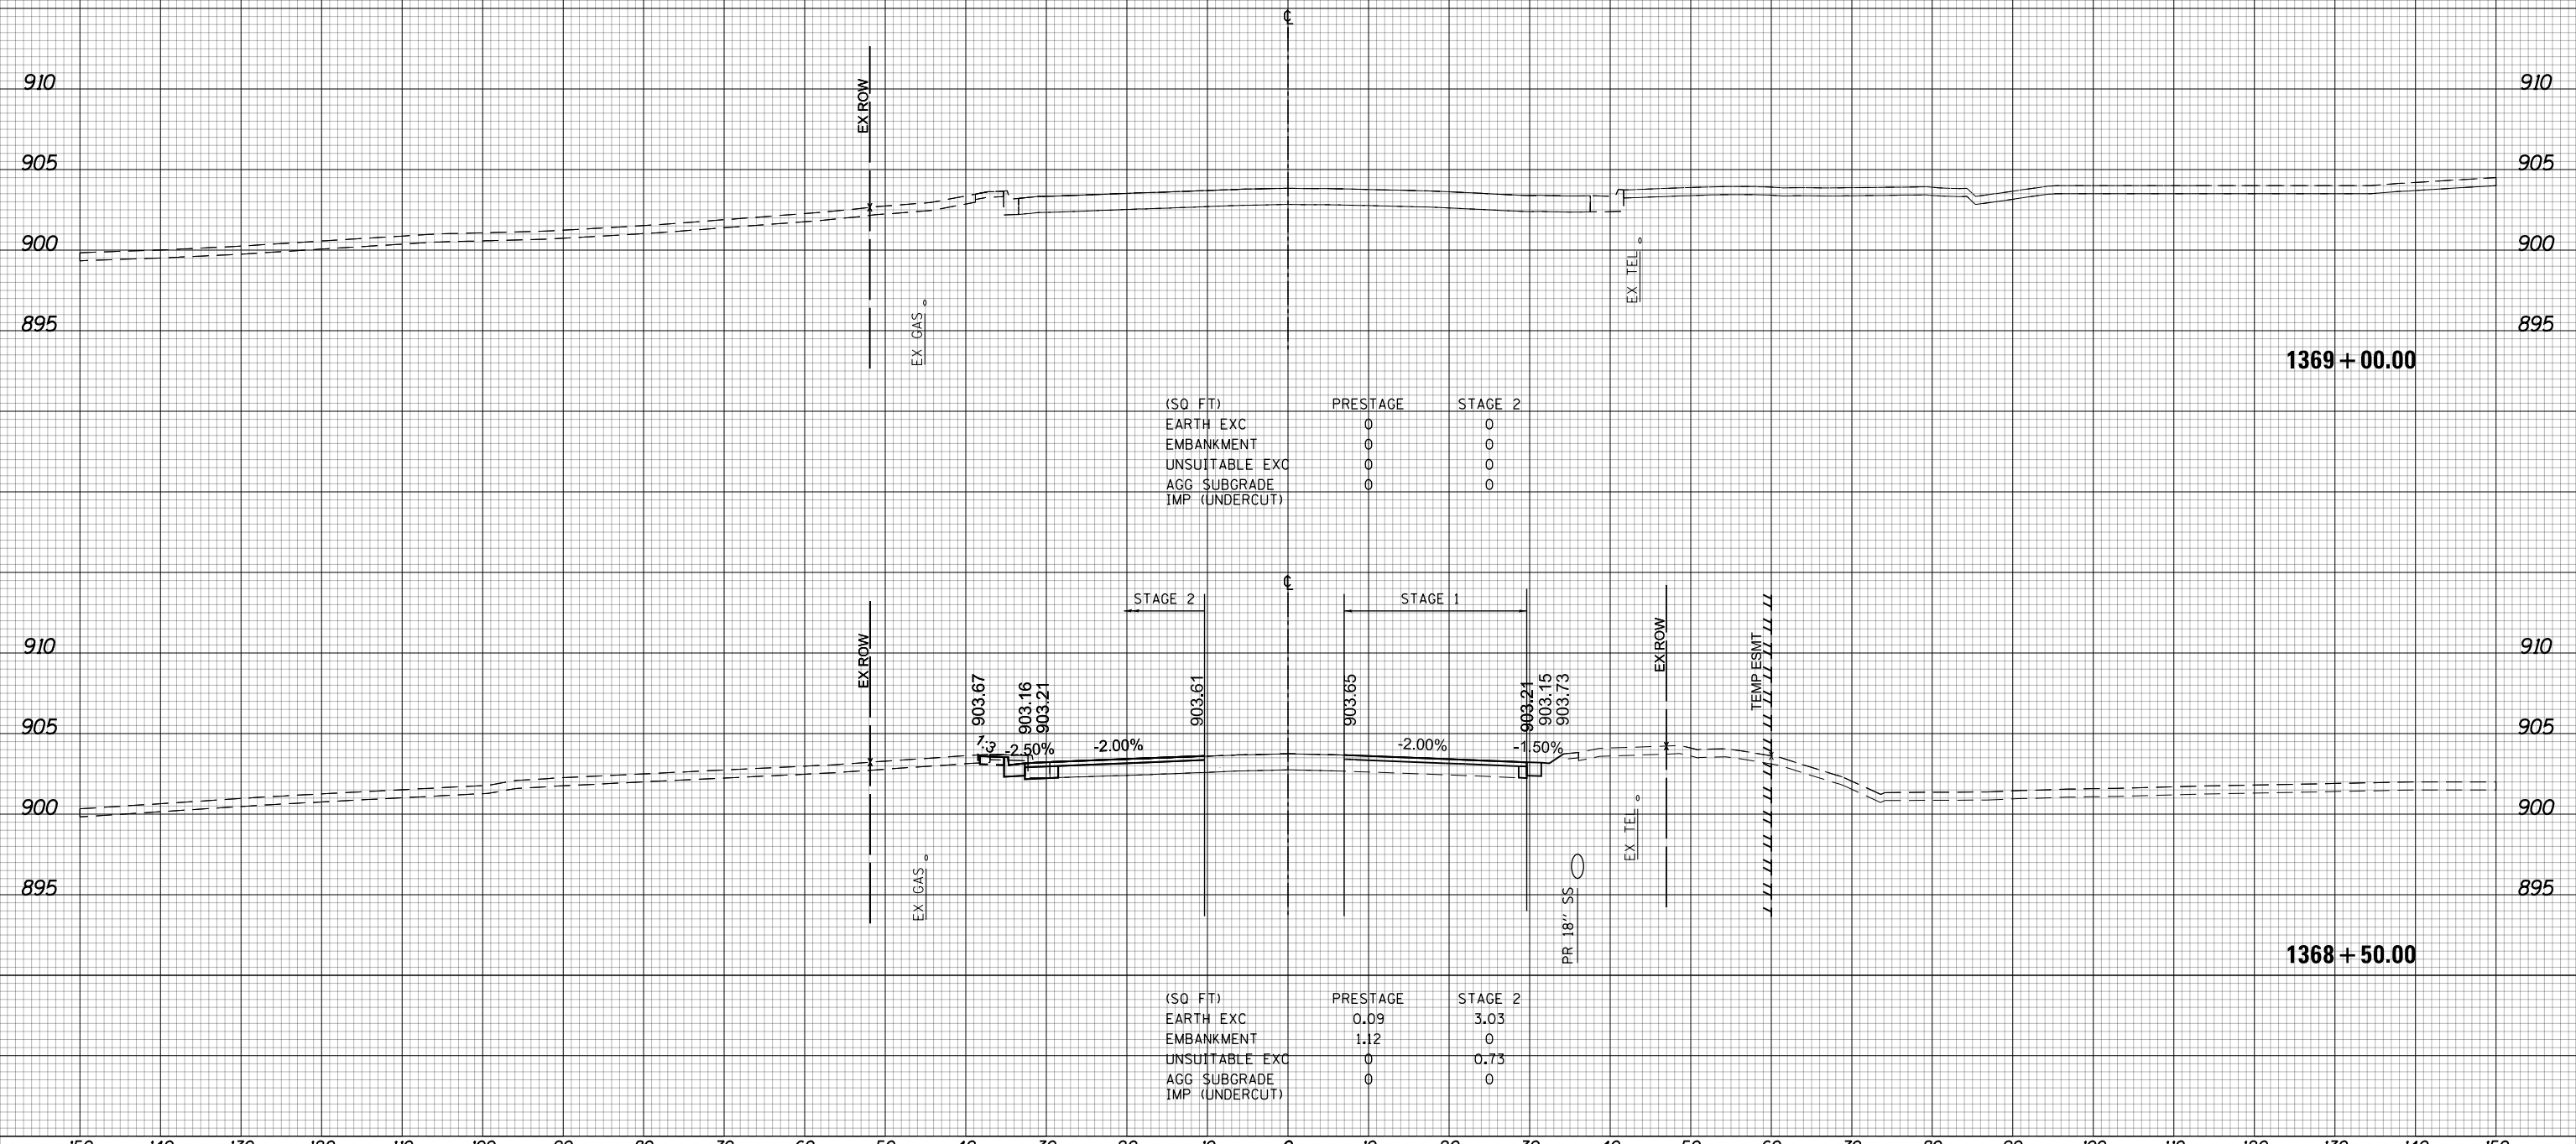 ℄
910 910
EX ROW
905 905
900 900
EX TEL
EX GAS
895 895
1369+00.00
(SQ FT) PRESTAGE STAGE 2
EARTH EXC 0 0
EMBANKMENT 0 0
UNSUITABLE EXC 0 0
AGG SUBGRADE 0 0
IMP (UNDERCUT)
℄
STAGE 2 STAGE 1
910 910
EX ROW EX ROW TEMP ESMT
903.67 903.16 903.21 903.61 903.65 903.21 903.15 903.73
905 905
1:3 -2.50% -2.00% -2.00% -1.50%
900 900
EX TEL
EX GAS
895 895
PR 18" SS
1368+50.00
(SQ FT) PRESTAGE STAGE 2
EARTH EXC 0.09 3.03
EMBANKMENT 1.12 0
UNSUITABLE EXC 0 0.73
AGG SUBGRADE 0 0
IMP (UNDERCUT)